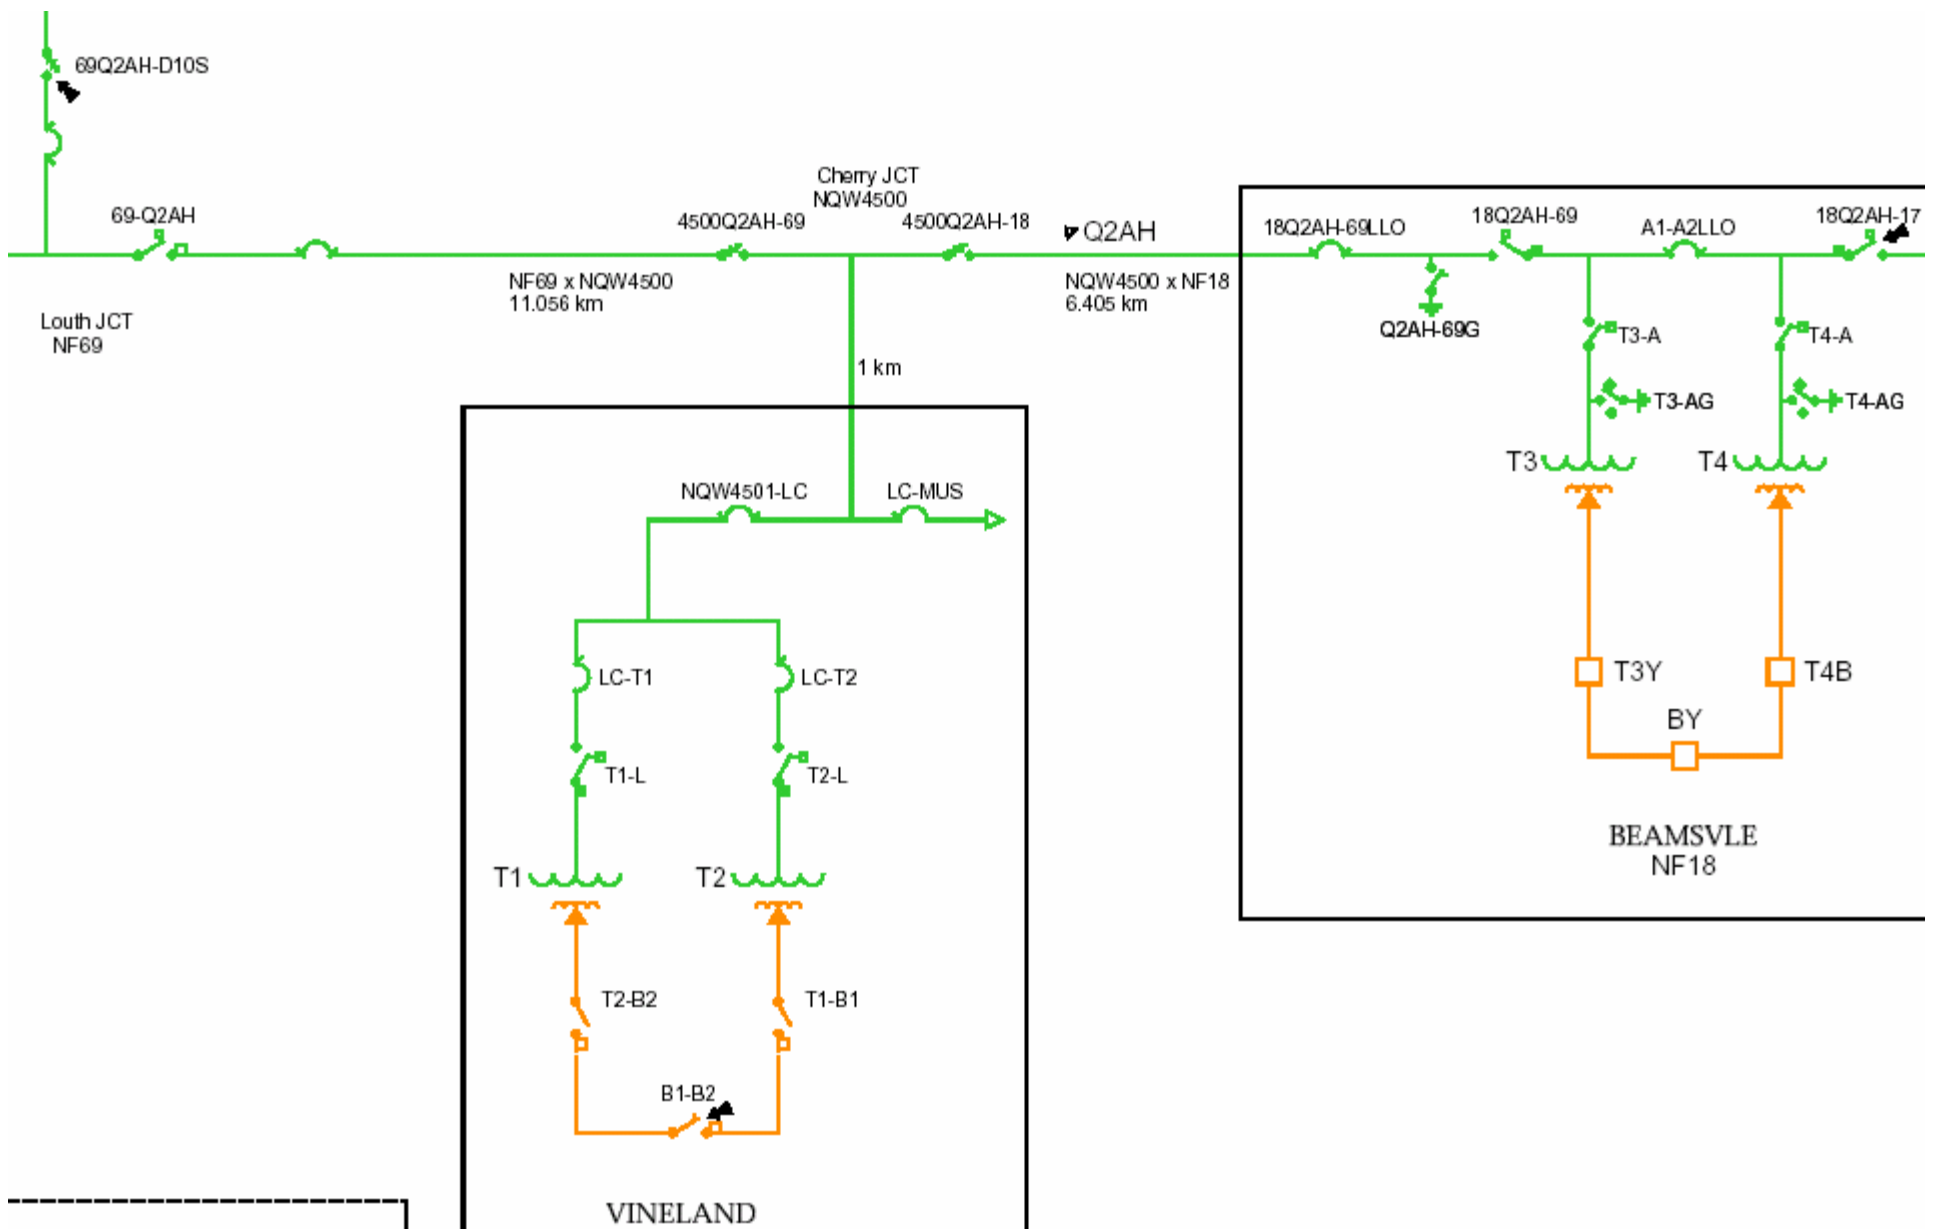 69Q2AH-D10S
69-Q2AH
Cherry JCT
NQW4500
4500Q2AH-69
4500Q2AH-18
Q2AH
18Q2AH-69LLO
18Q2AH-69
A1-A2LLO
18Q2AH-17
NF69 x NQW4500
11.056 km
NQW4500 x NF18
6.405 km
Louth JCT
NF69
Q2AH-69G
T3-A
T4-A
1 km
T3-AG
T4-AG
T3
T4
NQW4501-LC
LC-MUS
LC-T1
LC-T2
T3Y
T4B
BY
T1-L
T2-L
BEAMSVLE
NF18
T1
T2
T2-B2
T1-B1
B1-B2
VINELAND